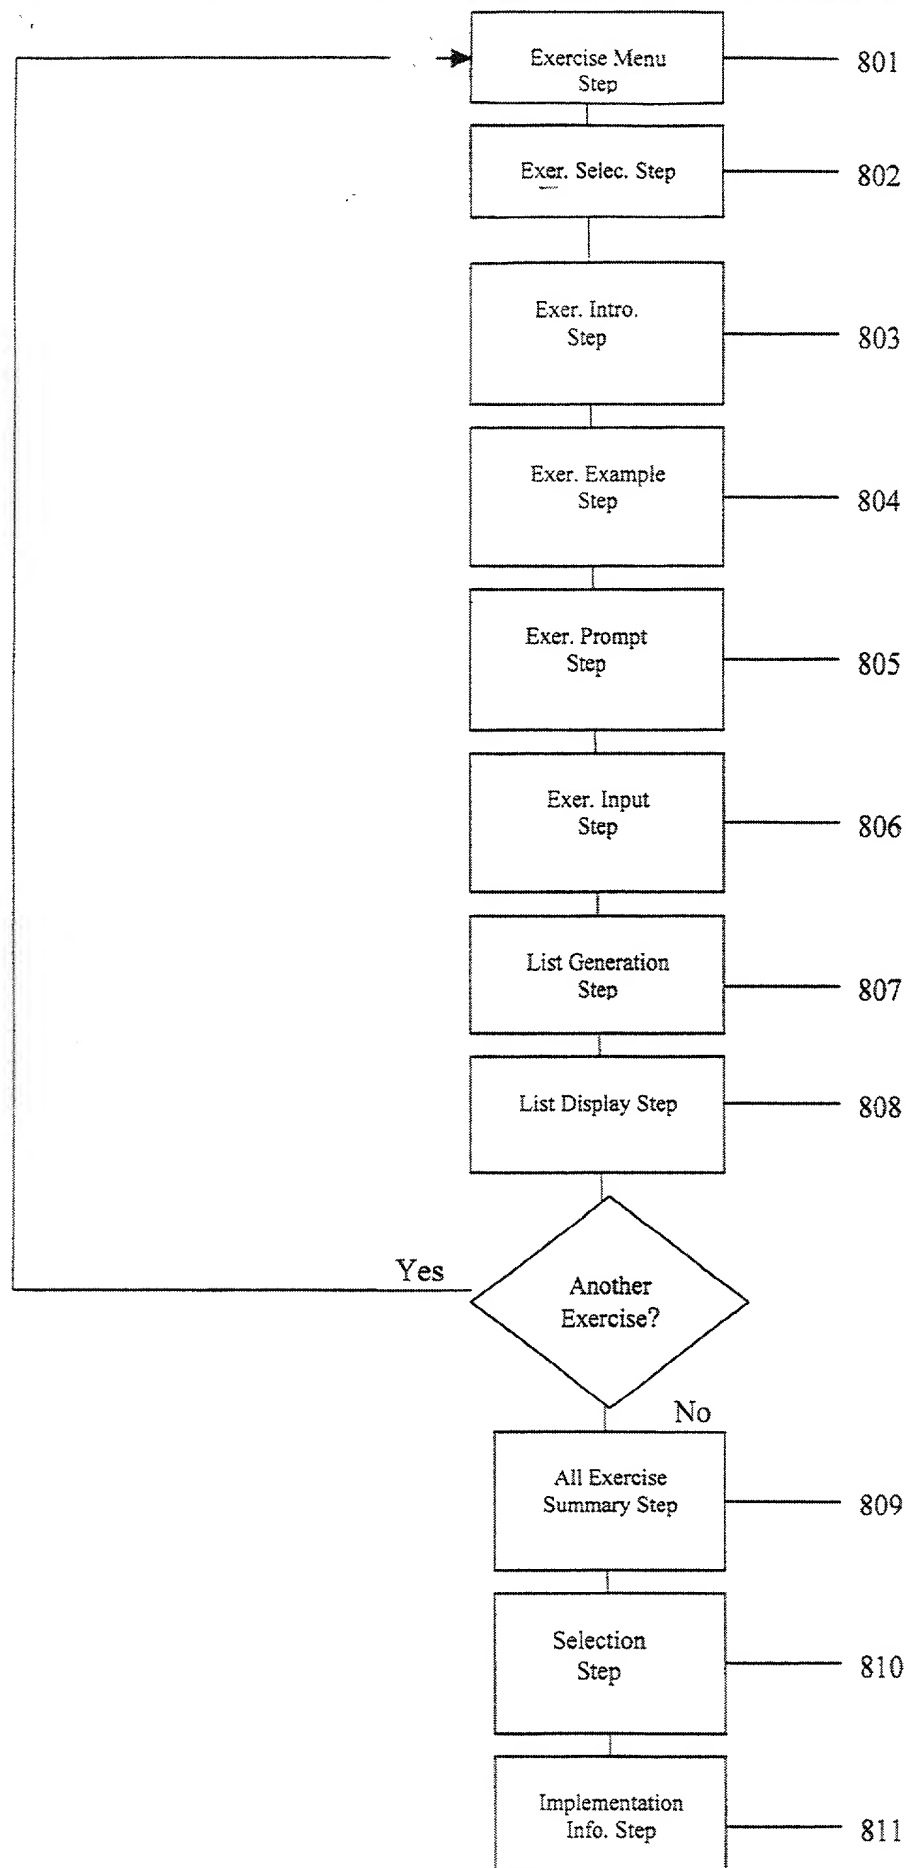 Exercise Menu
Step
801
Exer. Selec. Step
802
Exer. Intro.
Step
803
Exer. Example
Step
804
Exer. Prompt
Step
805
Exer. Input
Step
806
List Generation
Step
807
List Display Step
808
Yes
Another
Exercise?
No
All Exercise
Summary Step
809
Selection
Step
810
Implementation
Info. Step
811